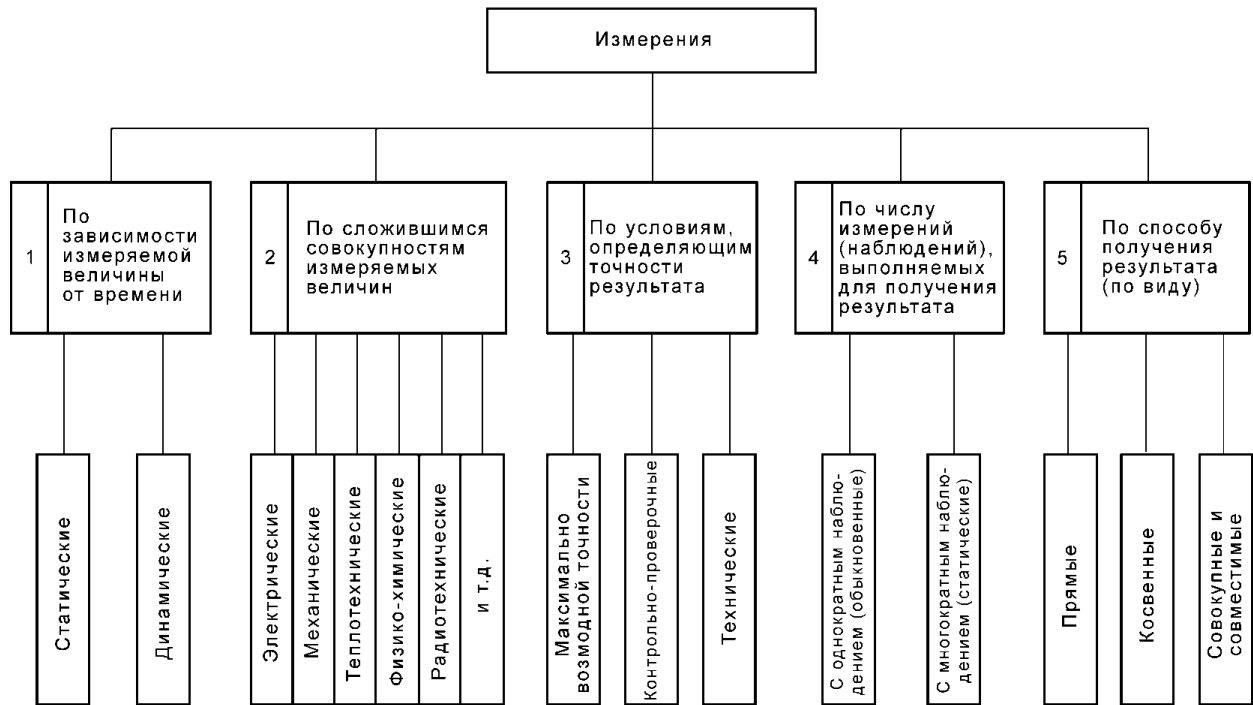 Измерения
1
По
зависимости
измеряемой
величины
от времени
2
По сложившимся
совокупностям
измеряемых
величин
3
По условиям,
определяющим
точности
результата
4
По числу
измерений
(наблюдений),
выполняемых
для получения
результата
5
По способу
получения
результата
(по виду)
Статические
Динамические
Электрические
Механические
Теплотехнические
Физико-химические
Радиотехнические
и т.д.
Максимально
возмодной точности
Контрольно-проверочные
Технические
С однократным наблю-
дением (обыкновенные)
С многократным наблю-
дением (статические)
Прямые
Косвенные
Совокупные и
совместимые